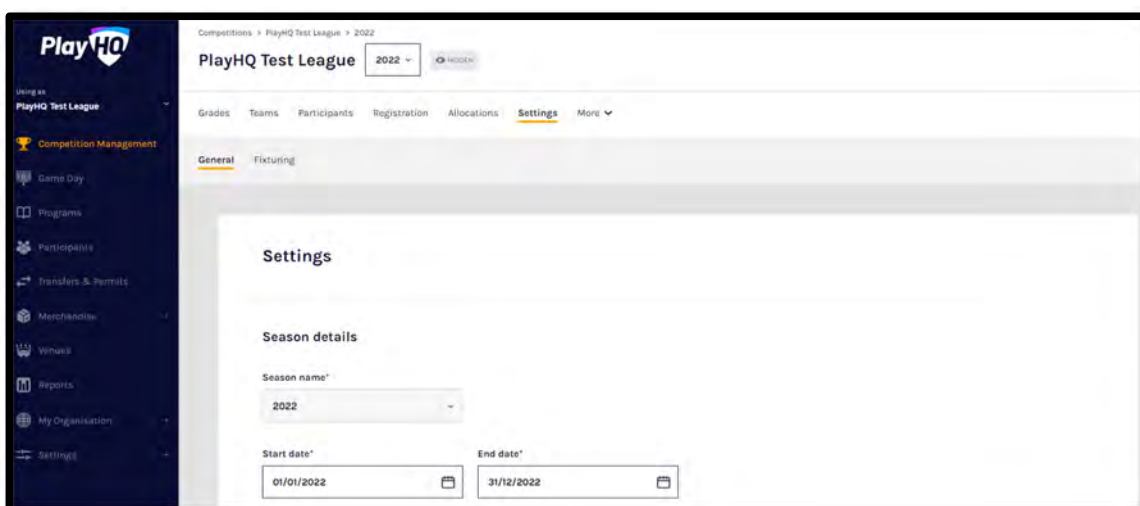 PlayHQ
Using as
PlayHQ Test League
Competition Management
Game Day
Programs
Participants
Transfers & Permits
Merchandise
Venues
Reports
My Organisation
Settings
Competitions > PlayHQ Test League > 2022
PlayHQ Test League 2022 HIDDEN
Grades Teams Participants Registration Allocations Settings More
General Fixturing
Settings
Season details
Season name*
2022
Start date* End date*
01/01/2022 31/12/2022